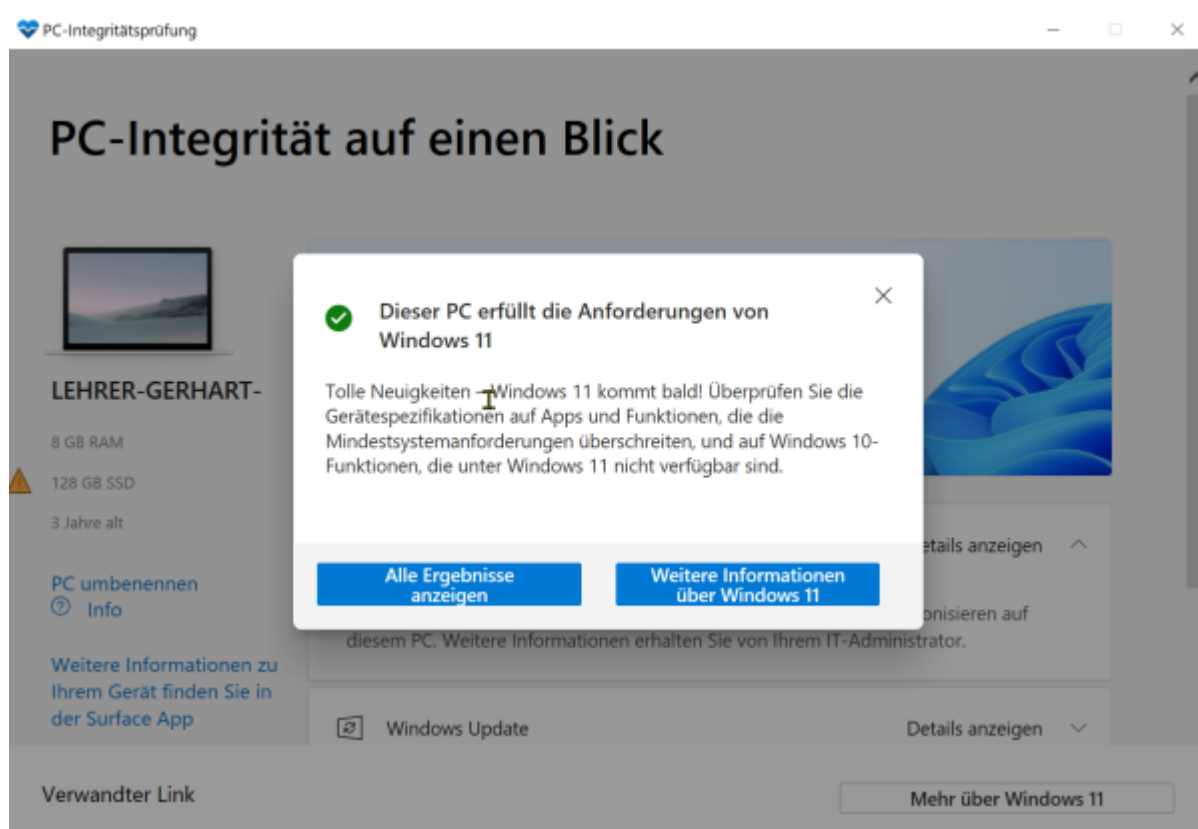 PC-Integritätsprüfung
PC-Integrität auf einen Blick
LEHRER-GERHART-
8 GB RAM
128 GB SSD
3 Jahre alt
PC umbenennen
Info
Weitere Informationen zu
Ihrem Gerät finden Sie in
der Surface App
Dieser PC erfüllt die Anforderungen von
Windows 11
Tolle Neuigkeiten – Windows 11 kommt bald! Überprüfen Sie die
Gerätespezifikationen auf Apps und Funktionen, die die
Mindestsystemanforderungen überschreiten, und auf Windows 10-
Funktionen, die unter Windows 11 nicht verfügbar sind.
Alle Ergebnisse
anzeigen
Weitere Informationen
über Windows 11
etails anzeigen
onisieren auf
diesem PC. Weitere Informationen erhalten Sie von Ihrem IT-Administrator.
Windows Update
Details anzeigen
Verwandter Link
Mehr über Windows 11